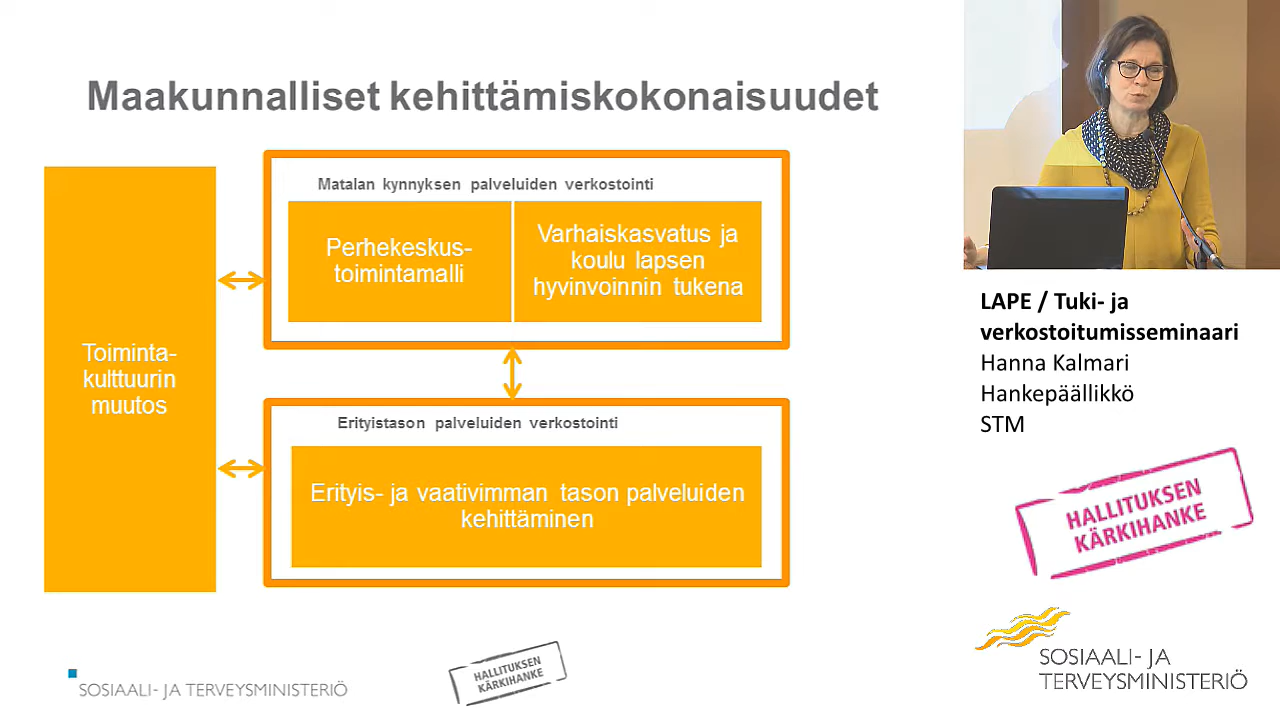 Maakunnalliset kehittämiskokonaisuudet
Toiminta-
kulttuurin
muutos
Matalan kynnyksen palveluiden verkostointi
Perhekeskus-
toimintamalli
Varhaiskasvatus ja
koulu lapsen
hyvinvoinnin tukena
Erityistason palveluiden verkostointi
Erityis- ja vaativimman tason palveluiden
kehittäminen
SOSIAALI- JA TERVEYSMINISTERIÖ
HALLITUKSEN
KÄRKIHANKE
LAPE / Tuki- ja
verkostoitumisseminaari
Hanna Kalmari
Hankepäällikkö
STM
HALLITUKSEN
KÄRKIHANKE
SOSIAALI- JA
TERVEYSMINISTERIÖ